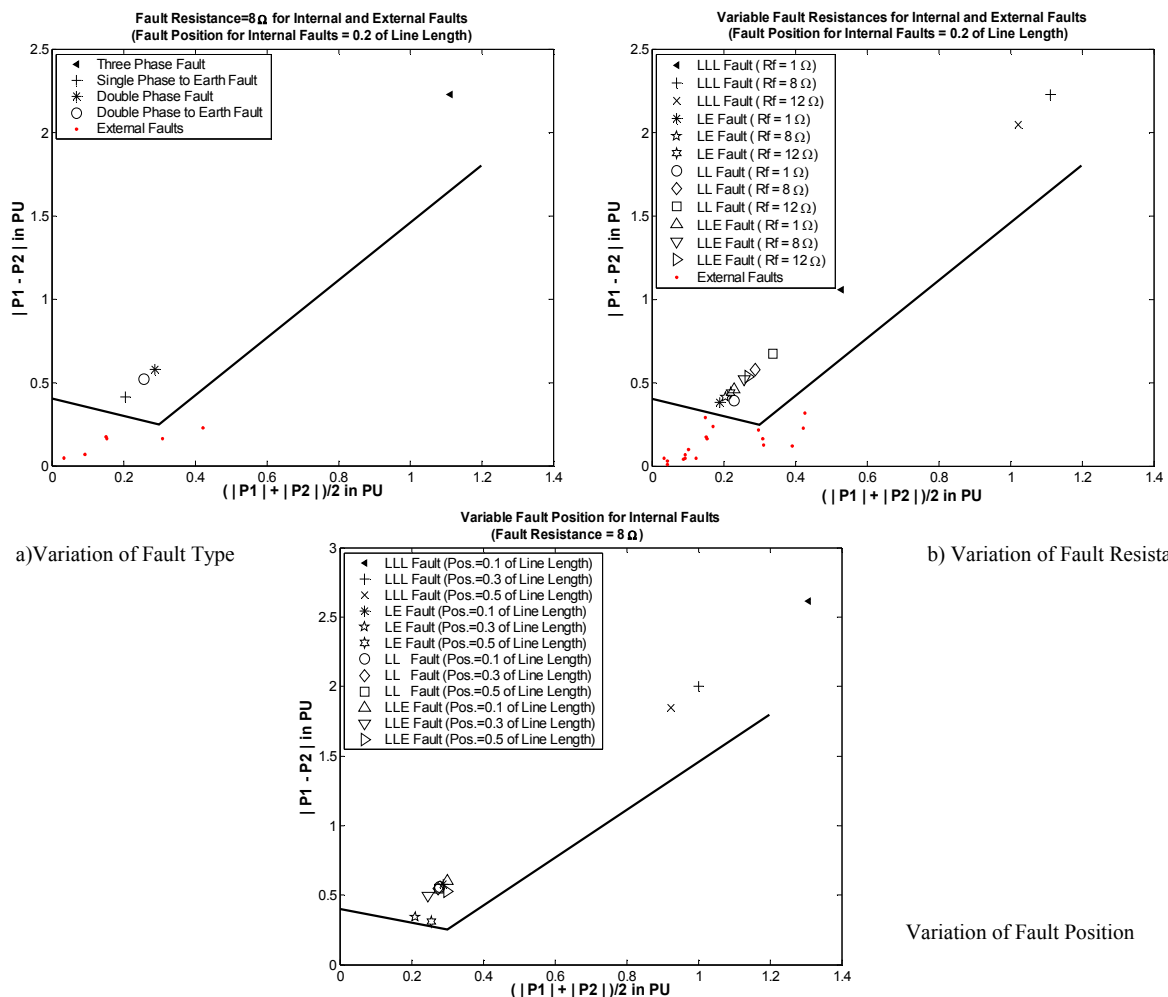 Fault Resistance=8Ω for Internal and External Faults
(Fault Position for Internal Faults = 0.2 of Line Length)
2.5
2
1.5
1
0.5
0
Three Phase Fault
Single Phase to Earth Fault
Double Phase Fault
Double Phase to Earth Fault
External Faults
| P1 - P2 | in PU
0 0.2 0.4 0.6 0.8 1 1.2 1.4
( | P1 | + | P2 | )/2 in PU
Variable Fault Resistances for Internal and External Faults
(Fault Position for Internal Faults = 0.2 of Line Length)
2.5
2
1.5
1
0.5
0
LLL Fault ( Rf = 1 Ω)
LLL Fault ( Rf = 8 Ω)
LLL Fault ( Rf = 12 Ω)
LE Fault ( Rf = 1 Ω)
LE Fault ( Rf = 8 Ω)
LE Fault ( Rf = 12 Ω)
LL Fault ( Rf = 1 Ω)
LL Fault ( Rf = 8 Ω)
LL Fault ( Rf = 12 Ω)
LLE Fault ( Rf = 1 Ω)
LLE Fault ( Rf = 8 Ω)
LLE Fault ( Rf = 12 Ω)
External Faults
| P1 - P2 | in PU
0 0.2 0.4 0.6 0.8 1 1.2 1.4
( | P1 | + | P2 | )/2 in PU
a)Variation of Fault Type
b) Variation of Fault Resista
Variable Fault Position for Internal Faults
(Fault Resistance = 8Ω)
3
2.5
2
1.5
1
0.5
0
LLL Fault (Pos.=0.1 of Line Length)
LLL Fault (Pos.=0.3 of Line Length)
LLL Fault (Pos.=0.5 of Line Length)
LE Fault (Pos.=0.1 of Line Length)
LE Fault (Pos.=0.3 of Line Length)
LE Fault (Pos.=0.5 of Line Length)
LL Fault (Pos.=0.1 of Line Length)
LL Fault (Pos.=0.3 of Line Length)
LL Fault (Pos.=0.5 of Line Length)
LLE Fault (Pos.=0.1 of Line Length)
LLE Fault (Pos.=0.3 of Line Length)
LLE Fault (Pos.=0.5 of Line Length)
| P1 - P2 | in PU
0 0.2 0.4 0.6 0.8 1 1.2 1.4
( | P1 | + | P2 | )/2 in PU
Variation of Fault Position